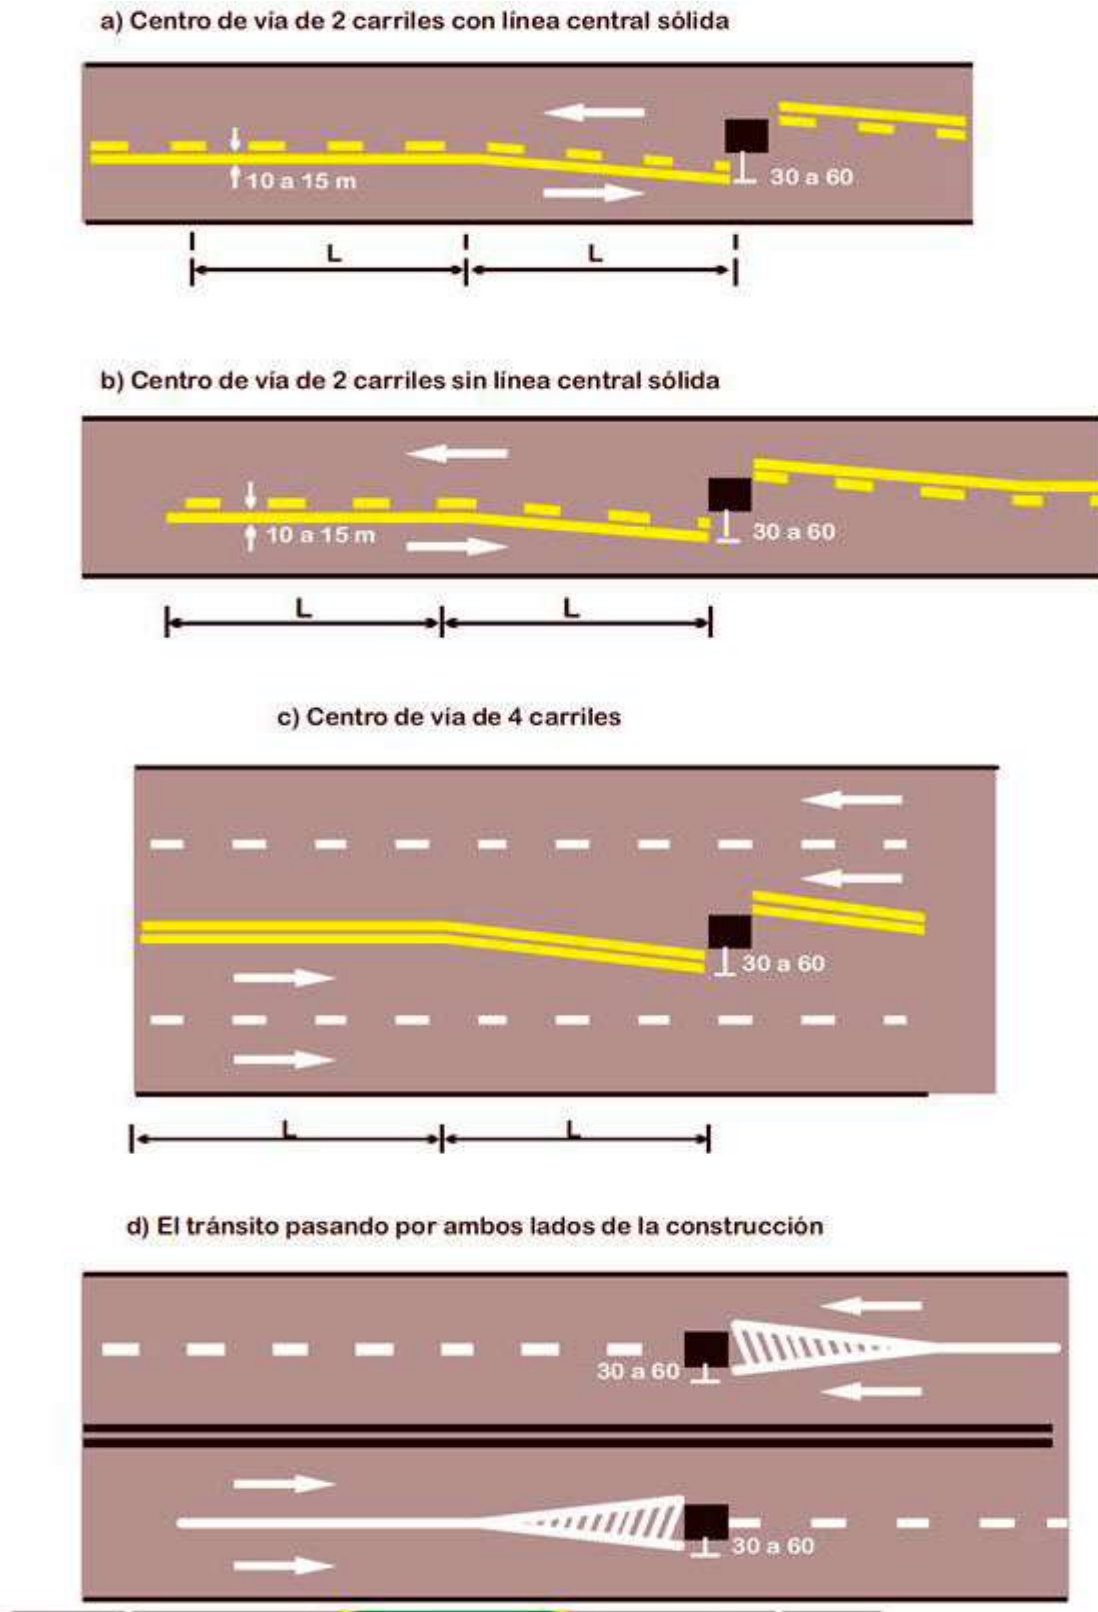 a) Centro de vía de 2 carriles con línea central sólida
10 a 15 m
30 a 60
L
L
b) Centro de vía de 2 carriles sin línea central sólida
10 a 15 m
30 a 60
L
L
c) Centro de vía de 4 carriles
30 a 60
L
L
d) El tránsito pasando por ambos lados de la construcción
30 a 60
30 a 60